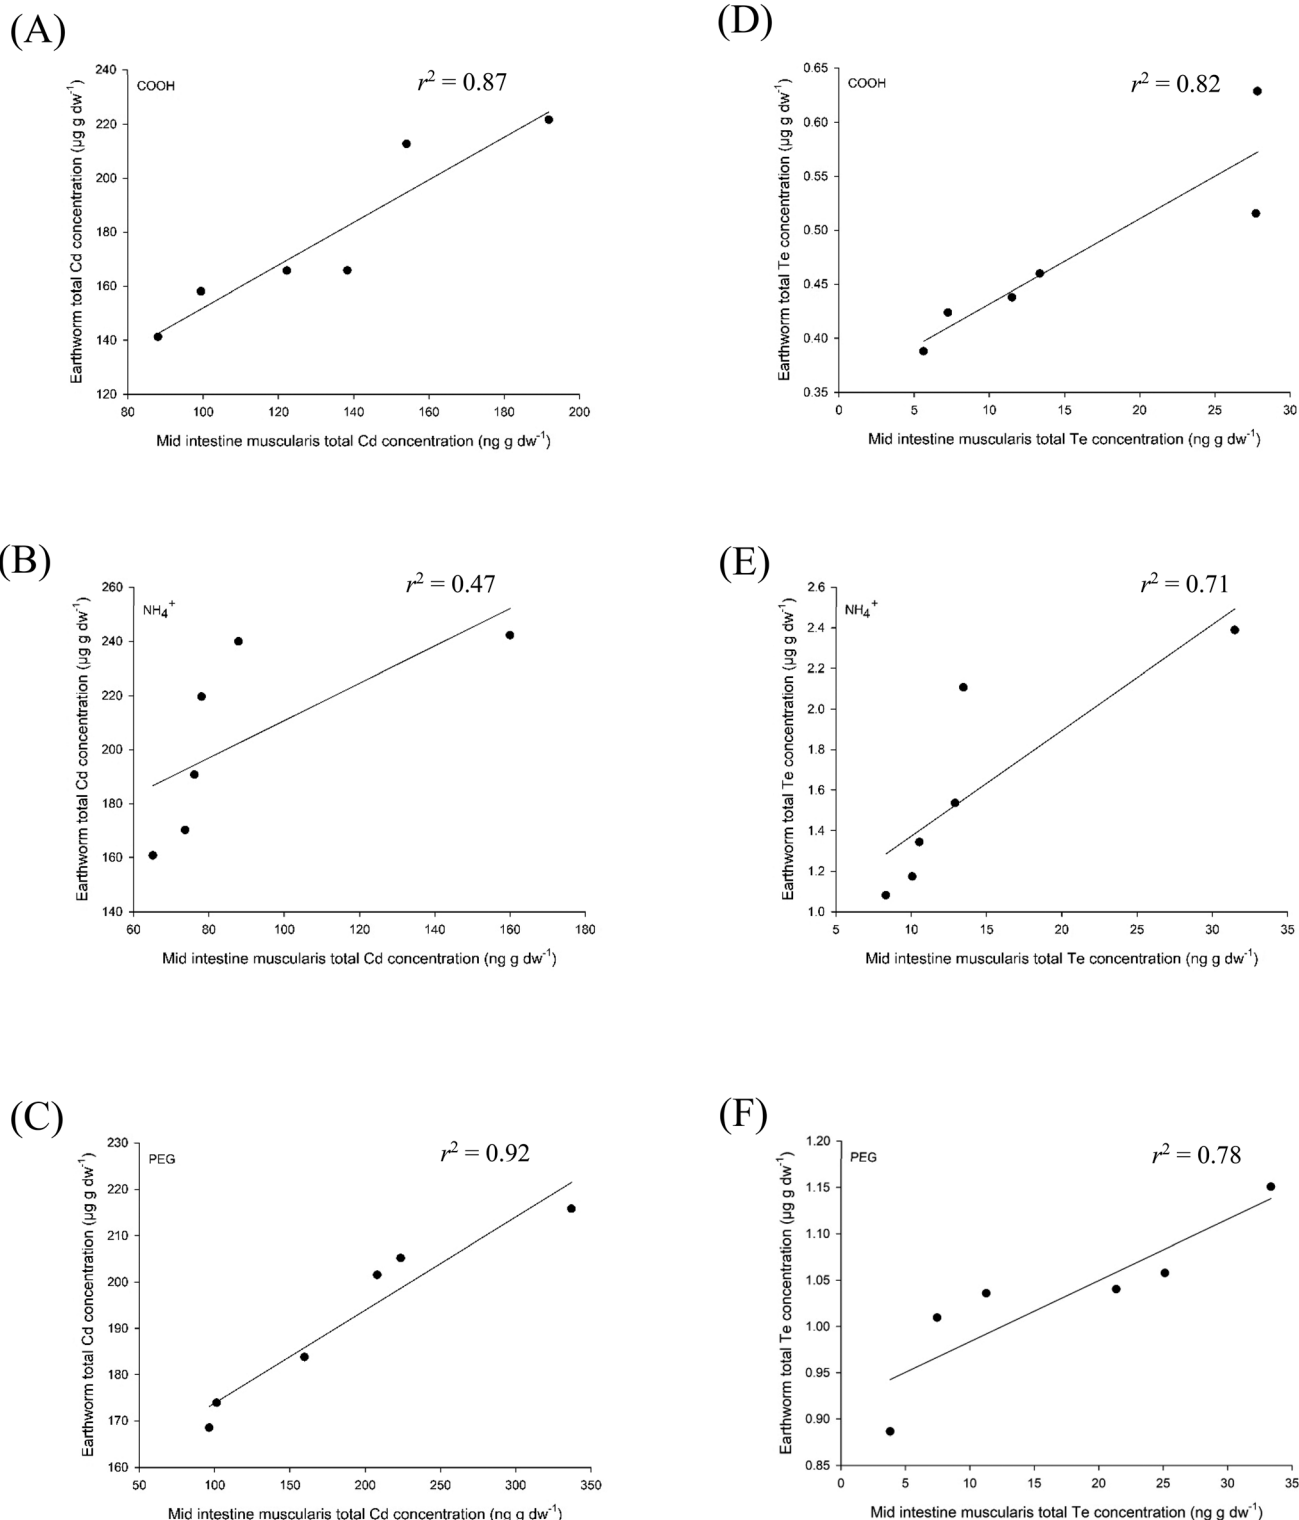 (A)
COOH
r² = 0.87
Earthworm total Cd concentration (µg g dw⁻¹)
240
220
200
180
160
140
120
80 100 120 140 160 180 200
Mid intestine muscularis total Cd concentration (ng g dw⁻¹)
(D)
COOH
r² = 0.82
Earthworm total Te concentration (µg g dw⁻¹)
0.65
0.60
0.55
0.50
0.45
0.40
0.35
0 5 10 15 20 25 30
Mid intestine muscularis total Te concentration (ng g dw⁻¹)
(B)
NH₄⁺
r² = 0.47
Earthworm total Cd concentration (µg g dw⁻¹)
260
240
220
200
180
160
140
60 80 100 120 140 160 180
Mid intestine muscularis total Cd concentration (ng g dw⁻¹)
(E)
NH₄⁺
r² = 0.71
Earthworm total Te concentration (µg g dw⁻¹)
2.6
2.4
2.2
2.0
1.8
1.6
1.4
1.2
1.0
5 10 15 20 25 30 35
Mid intestine muscularis total Te concentration (ng g dw⁻¹)
(C)
PEG
r² = 0.92
Earthworm total Cd concentration (µg g dw⁻¹)
230
220
210
200
190
180
170
160
50 100 150 200 250 300 350
Mid intestine muscularis total Cd concentration (ng g dw⁻¹)
(F)
PEG
r² = 0.78
Earthworm total Te concentration (µg g dw⁻¹)
1.20
1.15
1.10
1.05
1.00
0.95
0.90
0.85
0 5 10 15 20 25 30 35
Mid intestine muscularis total Te concentration (ng g dw⁻¹)